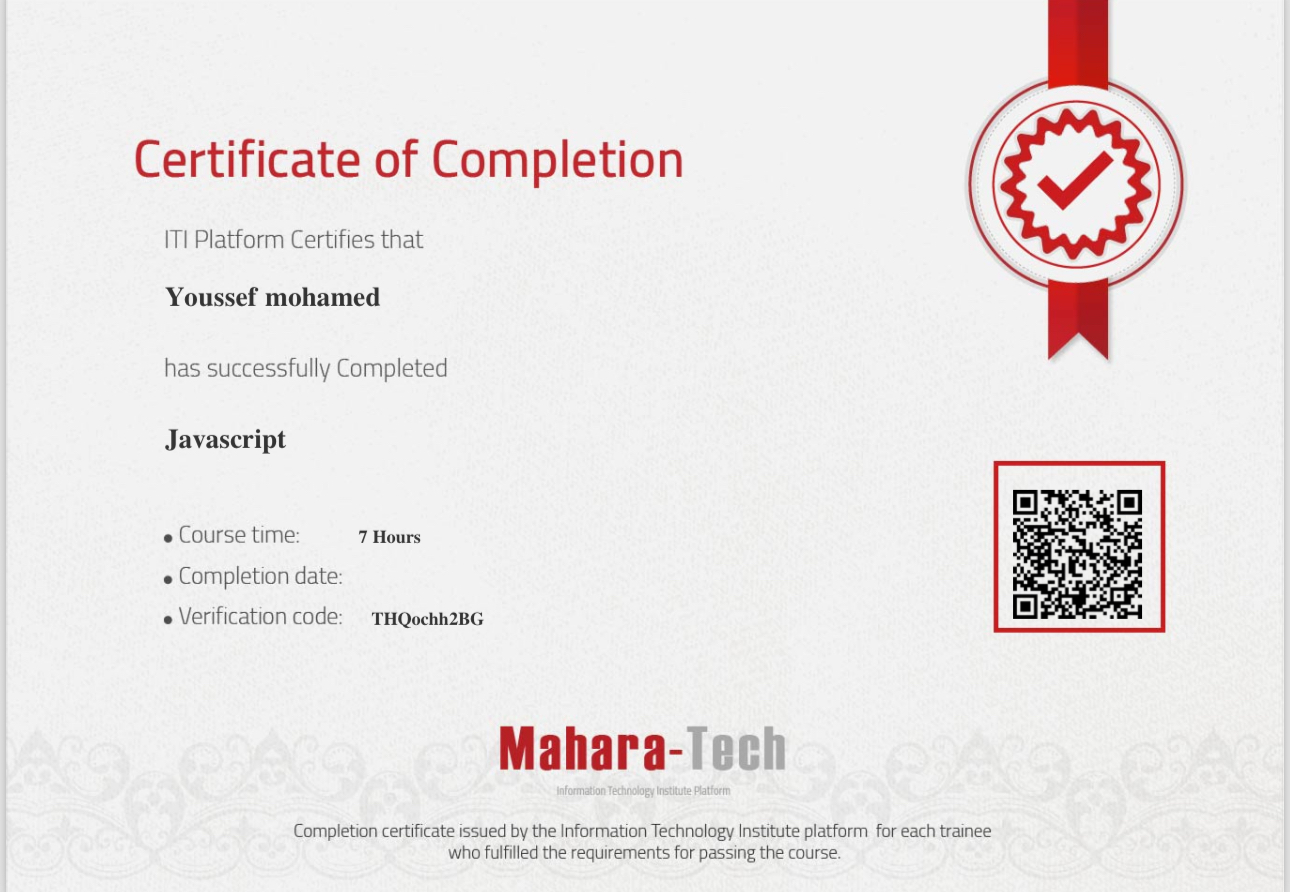 Certificate of Completion
ITI Platform Certifies that
Youssef mohamed
has successfully Completed
Javascript
• Course time: 7 Hours
• Completion date:
• Verification code: THQochh2BG
Mahara-Tech
Information Technology Institute Platform
Completion certificate issued by the Information Technology Institute platform for each trainee
who fulfilled the requirements for passing the course.